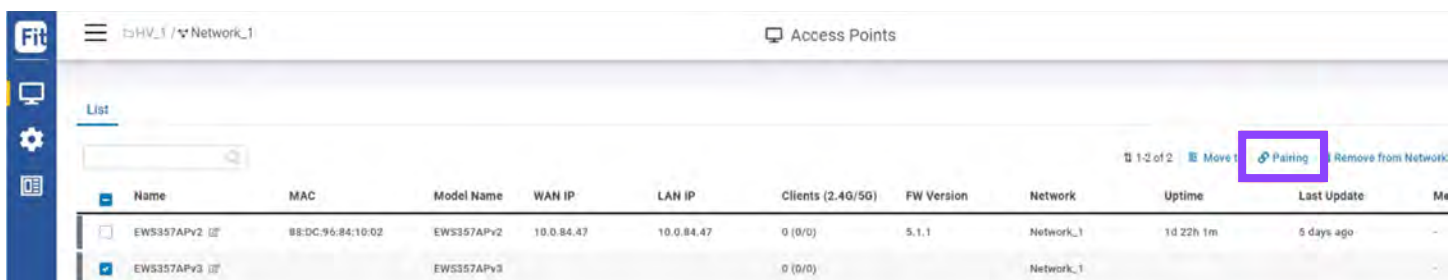 Fit
HV_1 / Network_1
Access Points
List
1-2 of 2 Move t Pairing Remove from Network
Name MAC Model Name WAN IP LAN IP Clients (2.4G/5G) FW Version Network Uptime Last Update Me
EWS357APv2 88:DC:96:84:10:02 EWS357APv2 10.0.84.47 10.0.84.47 0 (0/0) 5.1.1 Network_1 1d 22h 1m 5 days ago -
EWS357APv3 EWS357APv3 0 (0/0) Network_1 -